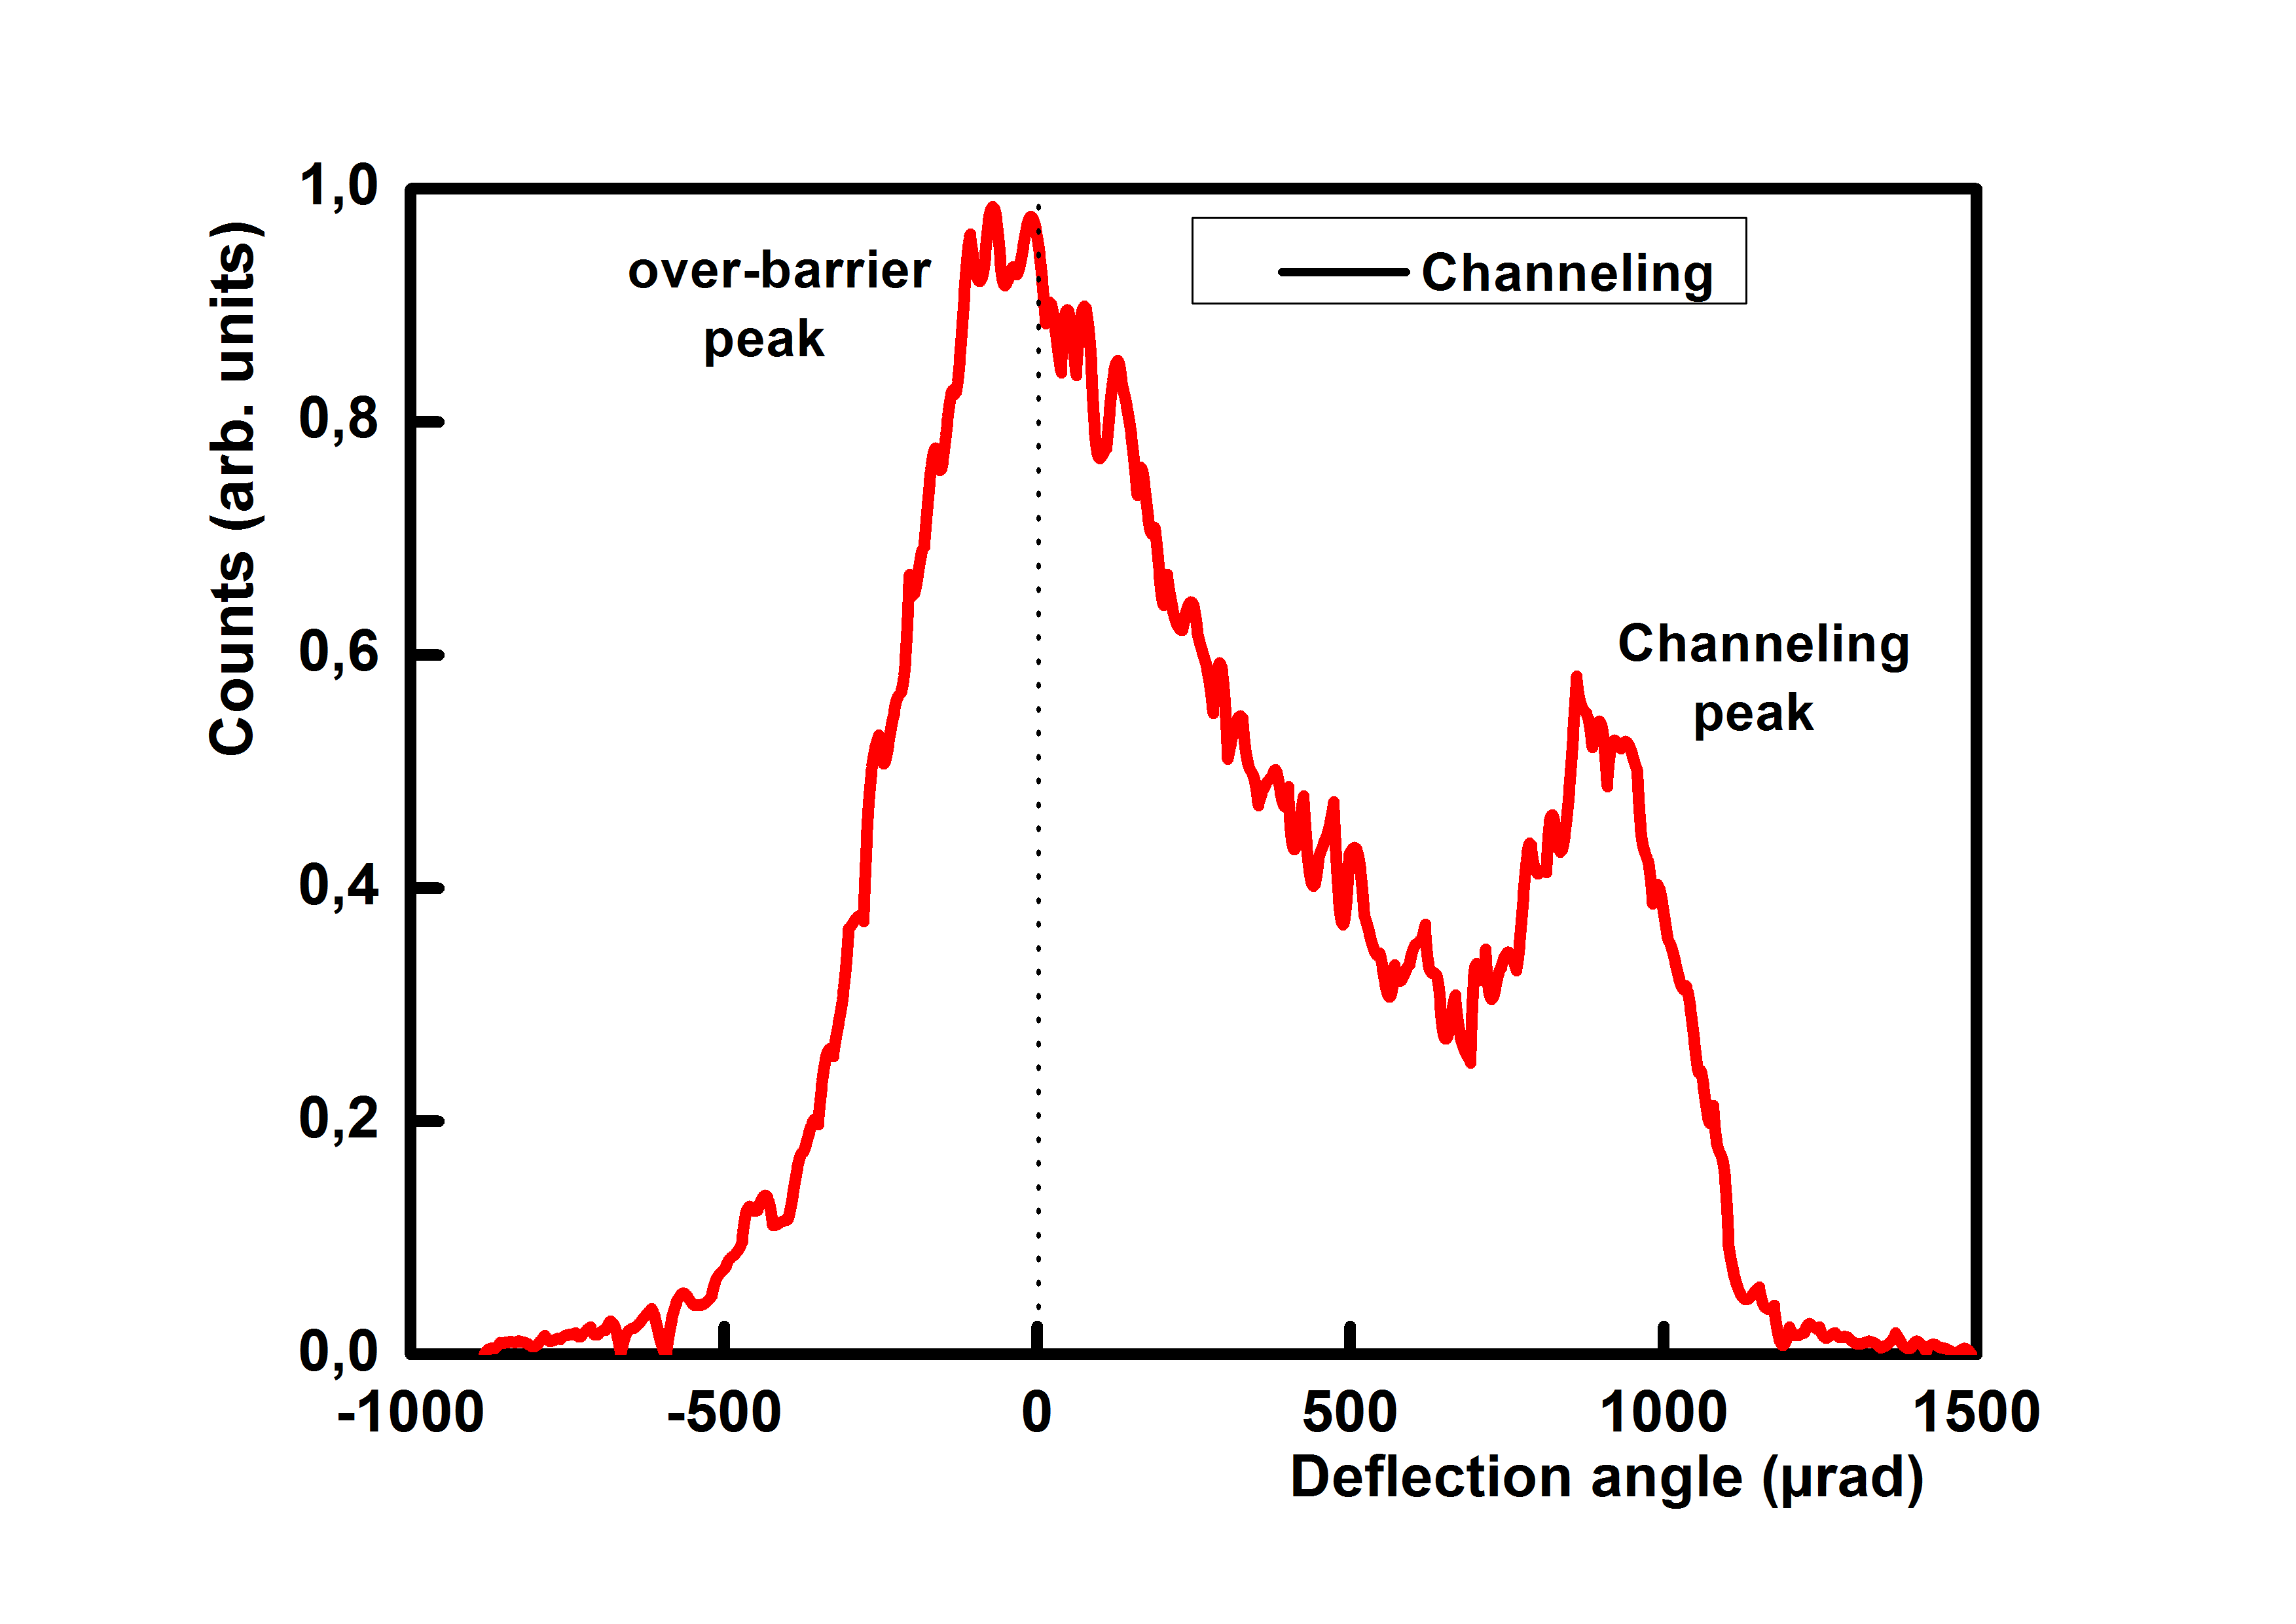 1,0
0,8
0,6
0,4
0,2
0,0
Counts (arb. units)
over-barrier
peak
Channeling
Channeling
peak
-1000
-500
0
500
1000
1500
Deflection angle (µrad)